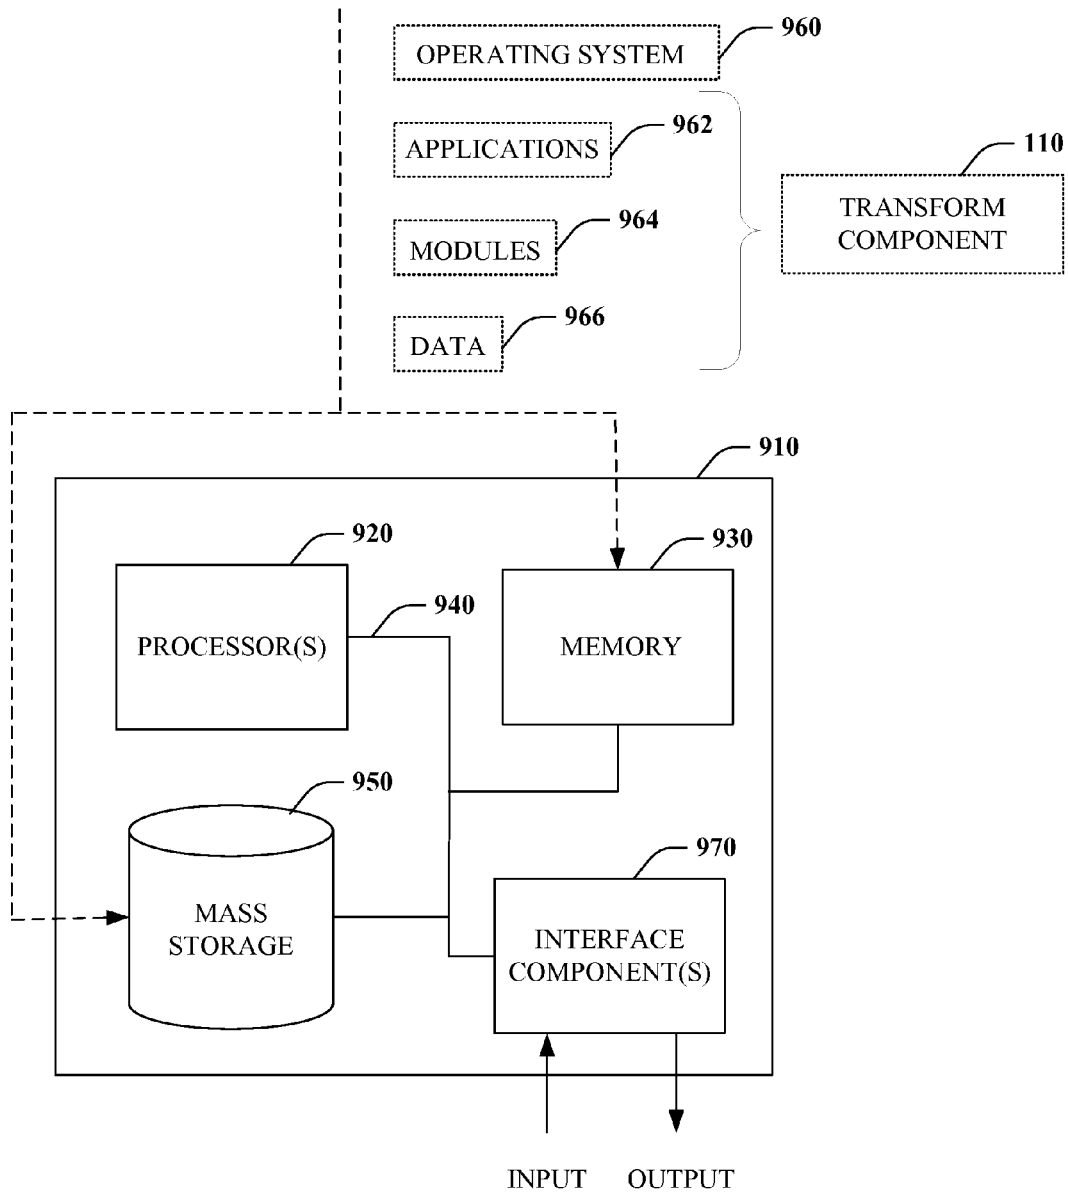 960
OPERATING SYSTEM
962
APPLICATIONS
110
TRANSFORM
COMPONENT
964
MODULES
966
DATA
910
920
PROCESSOR(S)
930
MEMORY
940
950
MASS
STORAGE
970
INTERFACE
COMPONENT(S)
INPUT
OUTPUT